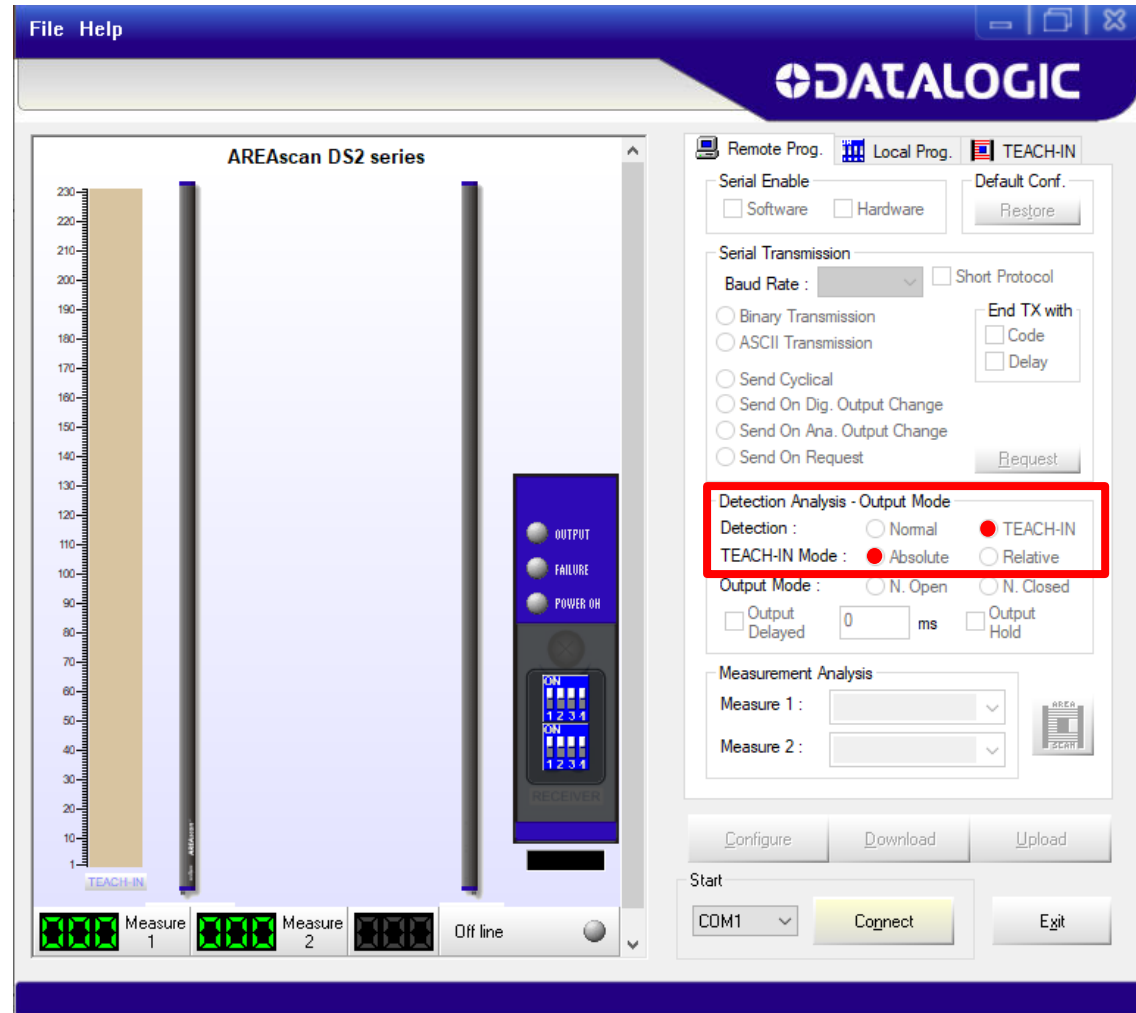 File Help
DATALOGIC
AREAscan DS2 series
230
220
210
200
190
180
170
160
150
140
130
120
110
100
90
80
70
60
50
40
30
20
10
1
TEACH-IN
AREAscan
OUTPUT
FAILURE
POWER ON
ON
1 2 3 4
ON
1 2 3 4
RECEIVER
Measure 1
Measure 2
Off line
Remote Prog. Local Prog. TEACH-IN
Serial Enable Default Conf.
Software Hardware Restore
Serial Transmission
Baud Rate : Short Protocol
Binary Transmission End TX with
ASCII Transmission Code
Delay
Send Cyclical
Send On Dig. Output Change
Send On Ana. Output Change
Send On Request Request
Detection Analysis - Output Mode
Detection : Normal TEACH-IN
TEACH-IN Mode : Absolute Relative
Output Mode : N. Open N. Closed
Output Delayed 0 ms Output Hold
Measurement Analysis
Measure 1 :
Measure 2 :
AREA
SCAN
Configure Download Upload
Start
COM1 Connect Exit